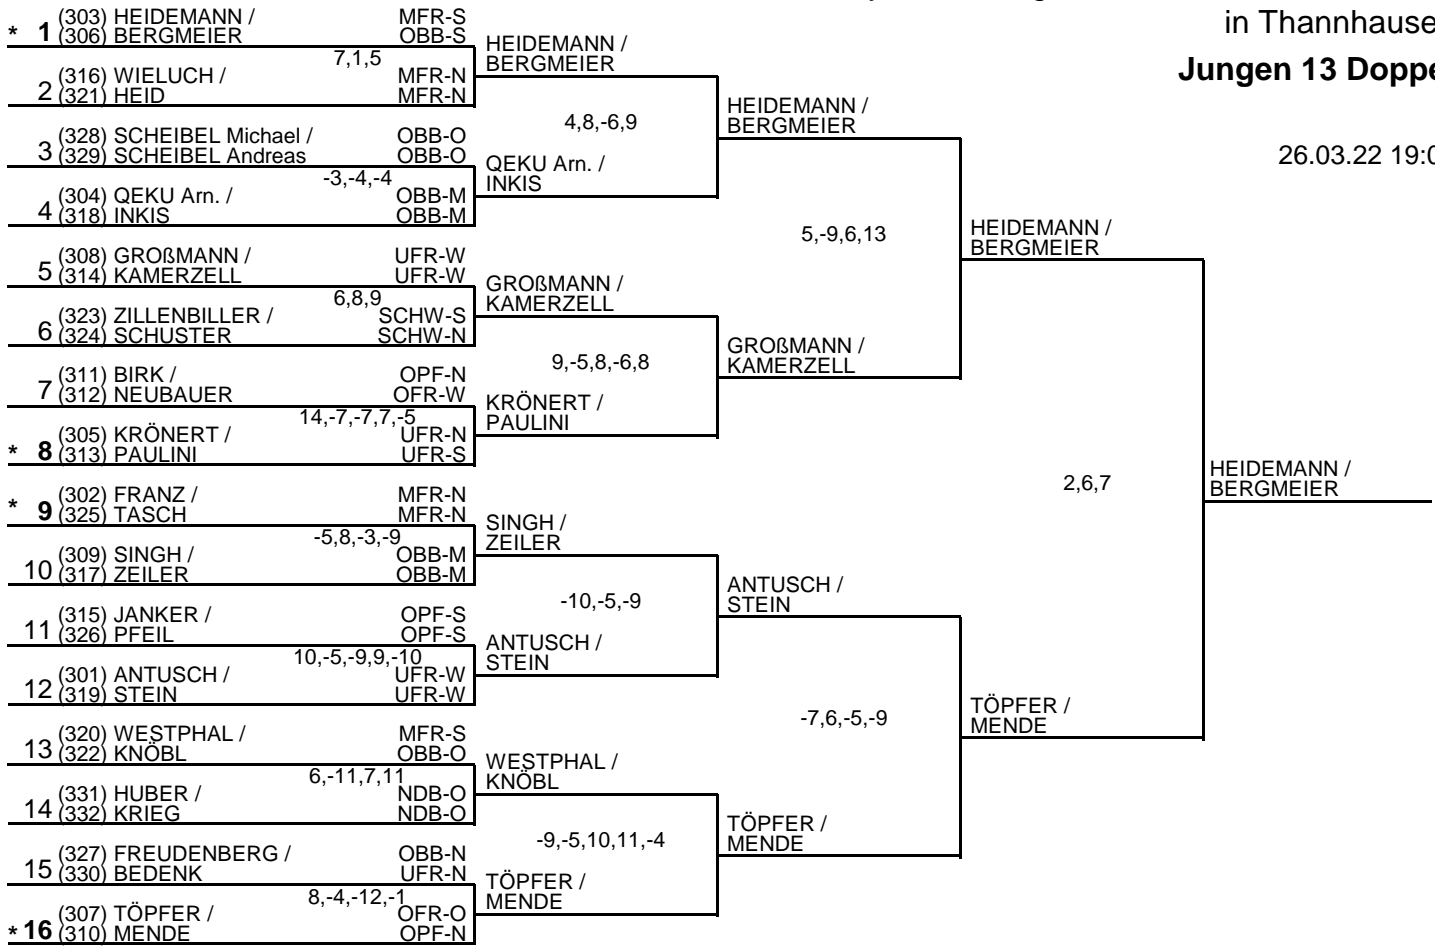 in Thannhause
Jungen 13 Doppe
26.03.22 19:0
* 1 (303) HEIDEMANN / MFR-S
(306) BERGMEIER OBB-S
7,1,5
2 (316) WIELUCH / MFR-N
(321) HEID MFR-N
3 (328) SCHEIBEL Michael / OBB-O
(329) SCHEIBEL Andreas OBB-O
-3,-4,-4
4 (304) QEKU Arn. / OBB-M
(318) INKIS OBB-M
5 (308) GROßMANN / UFR-W
(314) KAMERZELL UFR-W
6,8,9
6 (323) ZILLENBILLER / SCHW-S
(324) SCHUSTER SCHW-N
7 (311) BIRK / OPF-N
(312) NEUBAUER OFR-W
14,-7,-7,7,-5
* 8 (305) KRÖNERT / UFR-N
(313) PAULINI UFR-S
* 9 (302) FRANZ / MFR-N
(325) TASCH MFR-N
-5,8,-3,-9
10 (309) SINGH / OBB-M
(317) ZEILER OBB-M
11 (315) JANKER / OPF-S
(326) PFEIL OPF-S
10,-5,-9,9,-10
12 (301) ANTUSCH / UFR-W
(319) STEIN UFR-W
13 (320) WESTPHAL / MFR-S
(322) KNÖBL OBB-O
6,-11,7,11
14 (331) HUBER / NDB-O
(332) KRIEG NDB-O
15 (327) FREUDENBERG / OBB-N
(330) BEDENK UFR-N
8,-4,-12,-1
* 16 (307) TÖPFER / OFR-O
(310) MENDE OPF-N
HEIDEMANN /
BERGMEIER
4,8,-6,9
QEKU Arn. /
INKIS
GROßMANN /
KAMERZELL
9,-5,8,-6,8
KRÖNERT /
PAULINI
SINGH /
ZEILER
-10,-5,-9
ANTUSCH /
STEIN
WESTPHAL /
KNÖBL
-9,-5,10,11,-4
TÖPFER /
MENDE
HEIDEMANN /
BERGMEIER
5,-9,6,13
GROßMANN /
KAMERZELL
ANTUSCH /
STEIN
-7,6,-5,-9
TÖPFER /
MENDE
HEIDEMANN /
BERGMEIER
2,6,7
TÖPFER /
MENDE
HEIDEMANN /
BERGMEIER